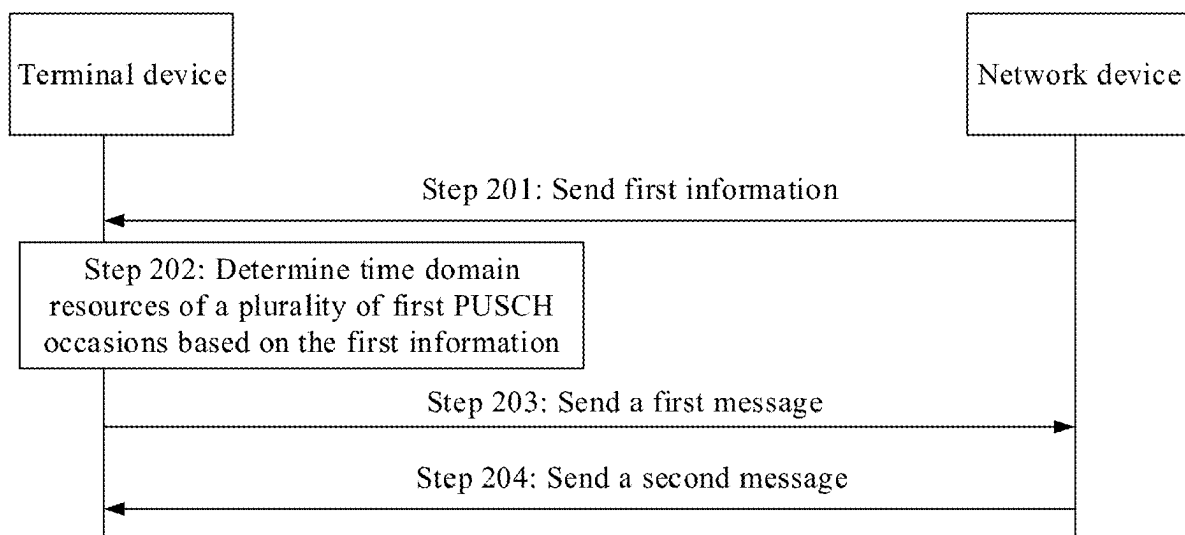 Terminal device
Network device
Step 201: Send first information
Step 202: Determine time domain
resources of a plurality of first PUSCH
occasions based on the first information
Step 203: Send a first message
Step 204: Send a second message